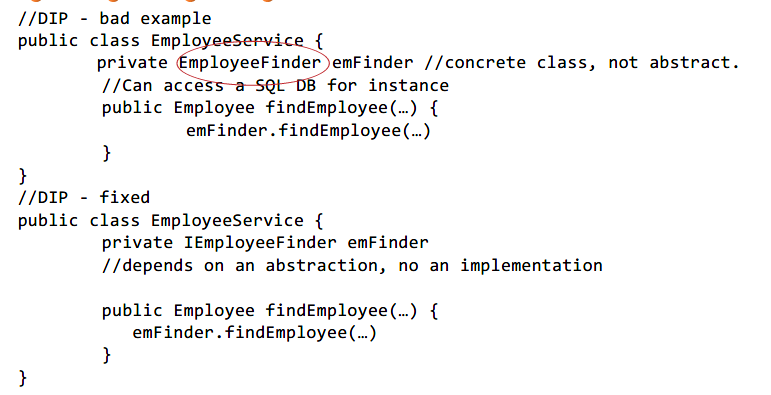 //DIP - bad example
public class EmployeeService {
private EmployeeFinder emFinder //concrete class, not abstract.
//Can access a SQL DB for instance
public Employee findEmployee(…) {
emFinder.findEmployee(…)
}
}
//DIP - fixed
public class EmployeeService {
private IEmployeeFinder emFinder
//depends on an abstraction, no an implementation
public Employee findEmployee(…) {
emFinder.findEmployee(…)
}
}